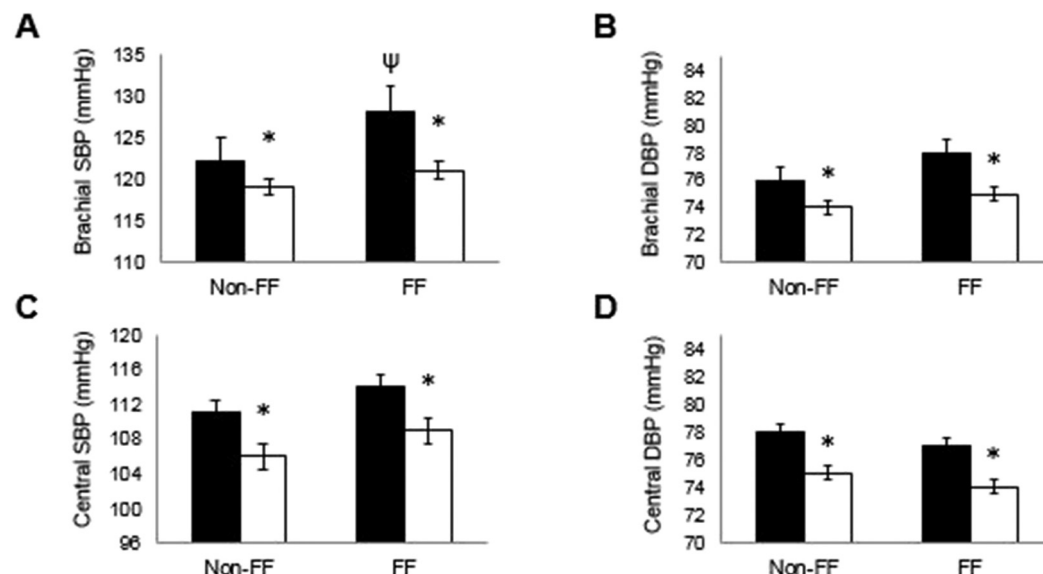 A
Brachial SBP (mmHg)
135
130
125
120
115
110
ψ
*
*
Non-FF
FF
B
Brachial DBP (mmHg)
84
82
80
78
76
74
72
70
*
*
Non-FF
FF
C
Central SBP (mmHg)
120
116
112
108
104
100
96
*
*
Non-FF
FF
D
Central DBP (mmHg)
84
82
80
78
76
74
72
70
*
*
Non-FF
FF